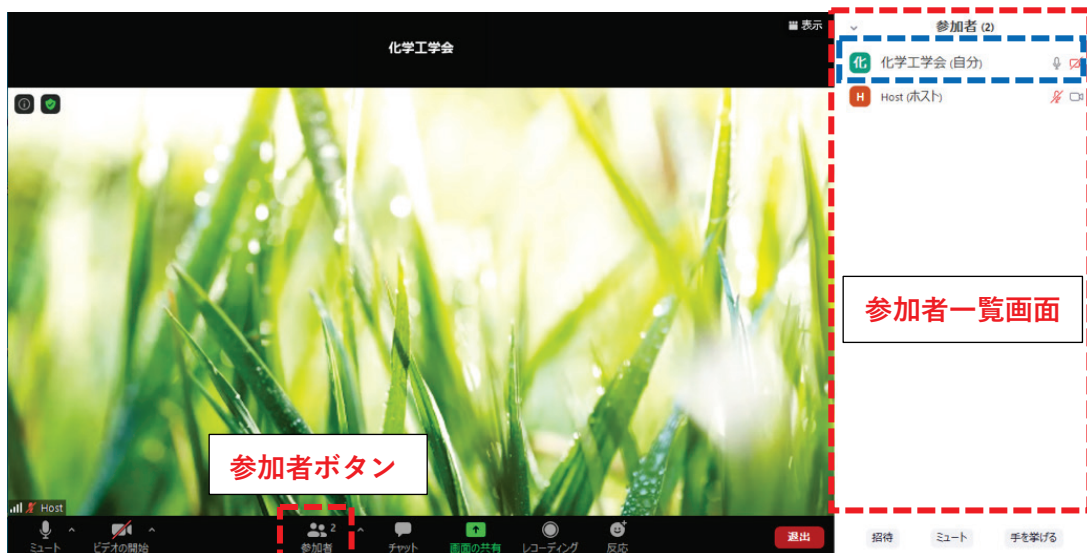 表示
化学工学会
参加者 (2)
化 化学工学会 (自分)
H Host (ホスト)
参加者一覧画面
参加者ボタン
Host
ミュート
ビデオの開始
参加者
2
チャット
画面の共有
レコーディング
反応
退出
招待
ミュート
手を挙げる